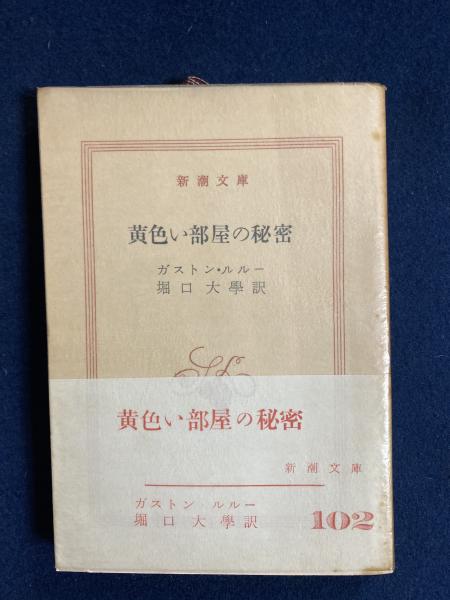 新潮文庫
黄色い部屋の秘密
ガストン・ルルー
堀口大學訳
黄色い部屋の秘密
新潮文庫
ガストン ルルー
堀口大學訳
102